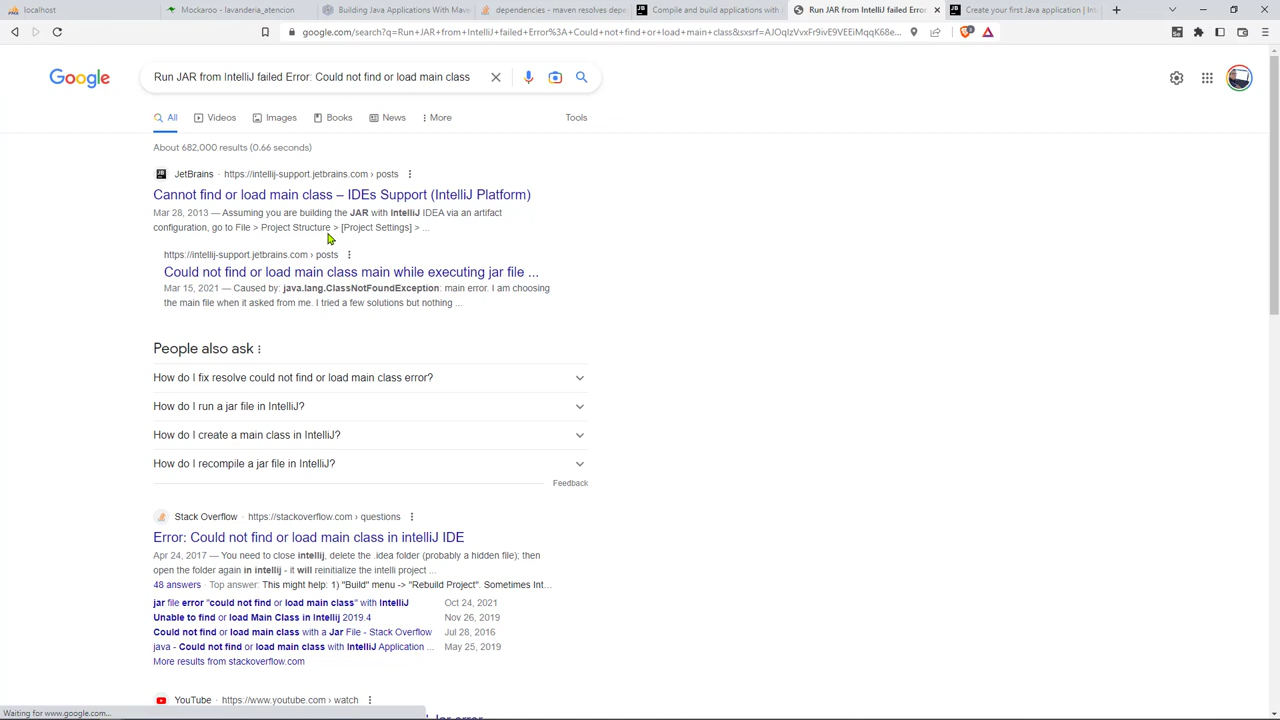 localhost
Mockaroo - lavanderia_atencion
Building Java Applications With Mave
dependencies - maven resolves depe
Compile and build applications with
Run JAR from IntelliJ failed Error:
Create your first Java application | Int
google.com/search?q=Run+JAR+from+IntelliJ+failed+Error%3A+Could+not+find+or+load+main+class&sxsrf=AJOqlzVvxFr9ivE9VEEiMqqK68e...
Google
Run JAR from IntelliJ failed Error: Could not find or load main class
All
Videos
Images
Books
News
More
Tools
About 682,000 results (0.66 seconds)
JetBrains · https://intellij-support.jetbrains.com › posts
Cannot find or load main class – IDEs Support (IntelliJ Platform)
Mar 28, 2013 — Assuming you are building the JAR with IntelliJ IDEA via an artifact
configuration, go to File > Project Structure > [Project Settings] > ...
https://intellij-support.jetbrains.com › posts
Could not find or load main class main while executing jar file ...
Mar 15, 2021 — Caused by: java.lang.ClassNotFoundException: main error. I am choosing
the main file when it asked from me. I tried a few solutions but nothing ...
People also ask
How do I fix resolve could not find or load main class error?
How do I run a jar file in IntelliJ?
How do I create a main class in IntelliJ?
How do I recompile a jar file in IntelliJ?
Feedback
Stack Overflow · https://stackoverflow.com › questions
Error: Could not find or load main class in intelliJ IDE
Apr 24, 2017 — You need to close intellij, delete the .idea folder (probably a hidden file); then
open the folder again in intellij - it will reinitialize the intelli project ...
48 answers · Top answer: This might help: 1) "Build" menu -> "Rebuild Project". Sometimes Int...
jar file error "could not find or load main class" with IntelliJ Oct 24, 2021
Unable to find or load Main Class in Intellij 2019.4 Nov 26, 2019
Could not find or load main class with a Jar File - Stack Overflow Jul 28, 2016
java - Could not find or load main class with IntelliJ Application ... May 25, 2019
More results from stackoverflow.com
YouTube · https://www.youtube.com › watch
Jar error
Waiting for www.google.com...